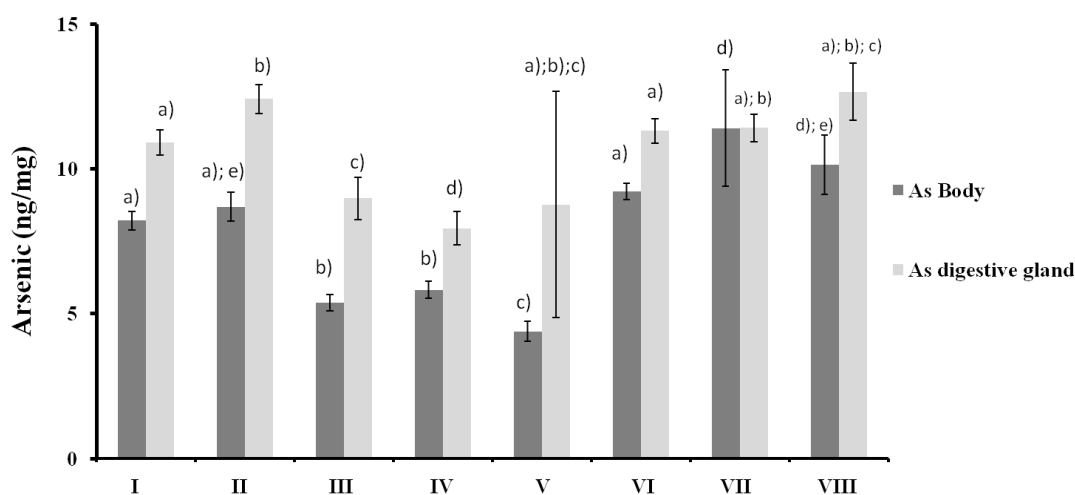 15
10
5
0
Arsenic (ng/mg)
a)
a)
a); e)
b)
b)
c)
b)
d)
c)
a);b);c)
a)
a)
d)
a); b)
d); e)
a); b); c)
As Body
As digestive gland
I II III IV V VI VII VIII